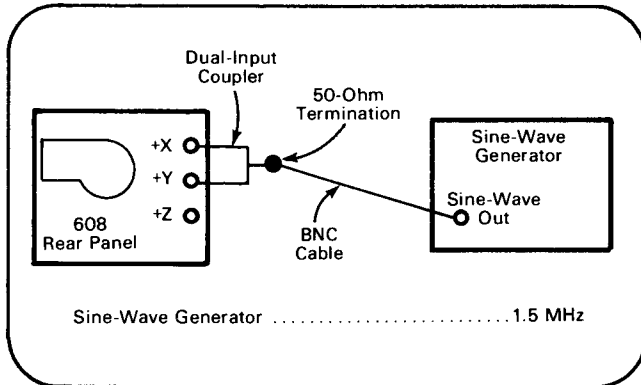 Dual-Input
Coupler
50-Ohm
Termination
+X
+Y
+Z
608
Rear Panel
BNC
Cable
Sine-Wave
Generator
Sine-Wave
Out
Sine-Wave Generator ......................... 1.5 MHz